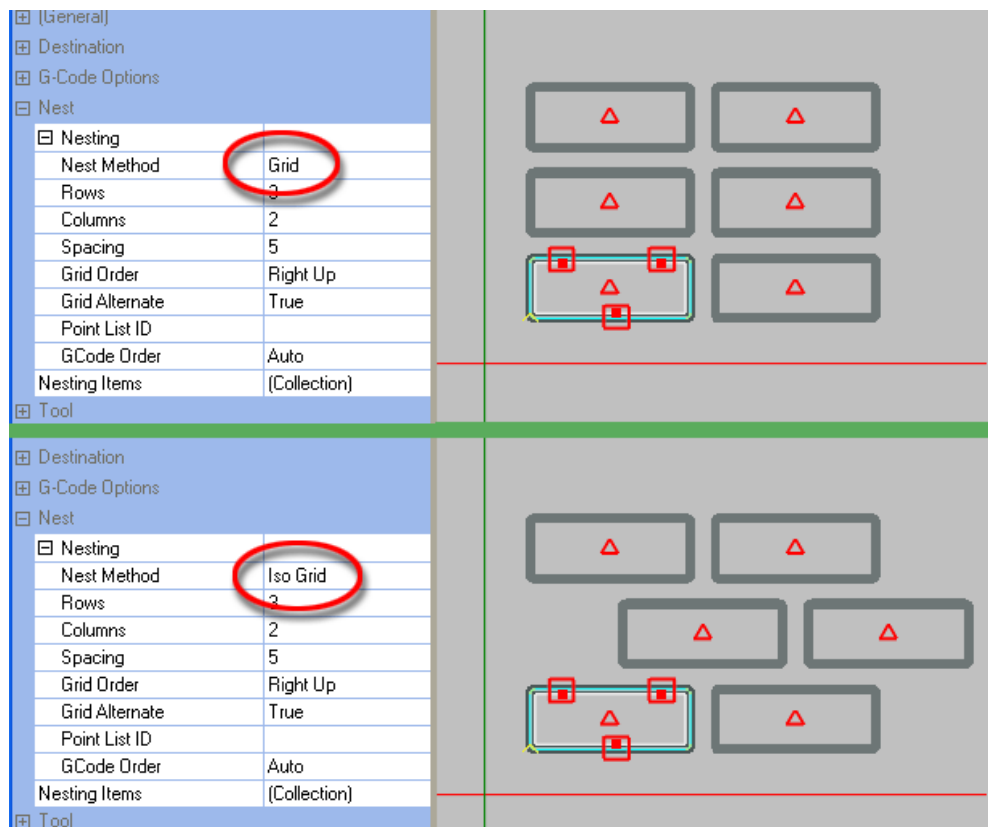 (General)
Destination
G-Code Options
Nest
Nesting
Nest Method Grid
Rows 3
Columns 2
Spacing 5
Grid Order Right Up
Grid Alternate True
Point List ID
GCode Order Auto
Nesting Items (Collection)
Tool
Destination
G-Code Options
Nest
Nesting
Nest Method Iso Grid
Rows 3
Columns 2
Spacing 5
Grid Order Right Up
Grid Alternate True
Point List ID
GCode Order Auto
Nesting Items (Collection)
Tool